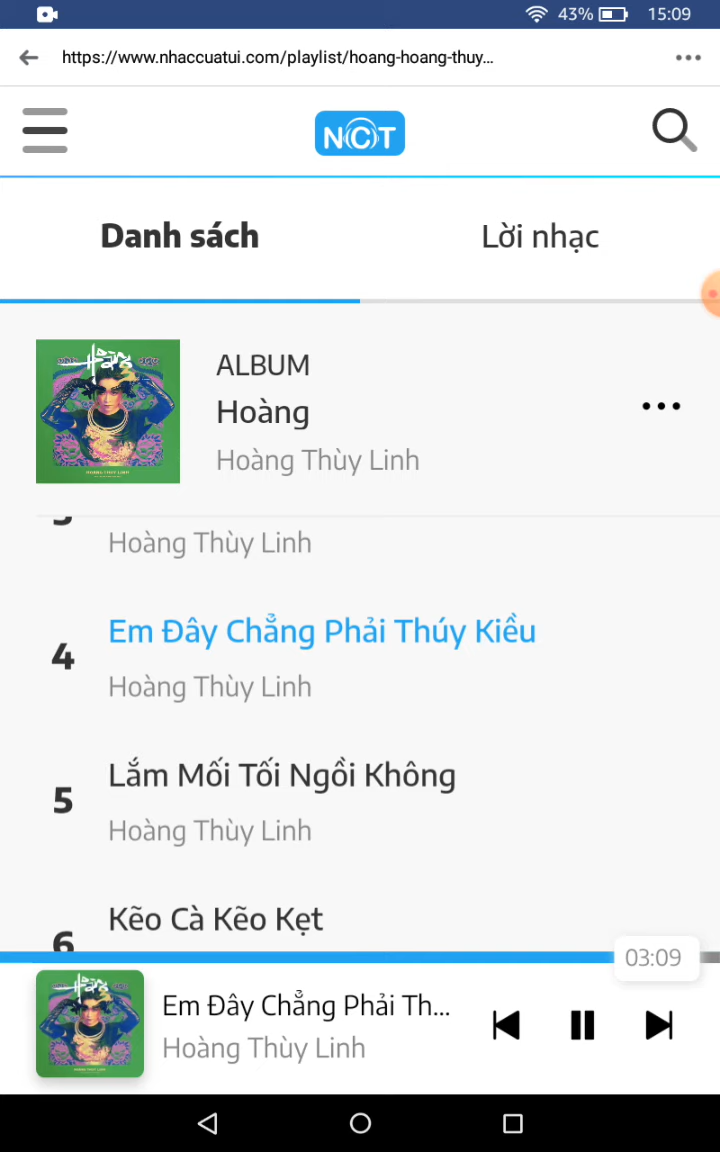 43% 15:09
https://www.nhaccuatui.com/playlist/hoang-hoang-thuy...
NCT
Danh sách Lời nhạc
ALBUM
Hoàng
Hoàng Thùy Linh
Hoàng Thùy Linh
4 Em Đây Chẳng Phải Thúy Kiều
Hoàng Thùy Linh
5 Lắm Mối Tối Ngồi Không
Hoàng Thùy Linh
6 Kẽo Cà Kẽo Kẹt
03:09
Em Đây Chẳng Phải Th...
Hoàng Thùy Linh